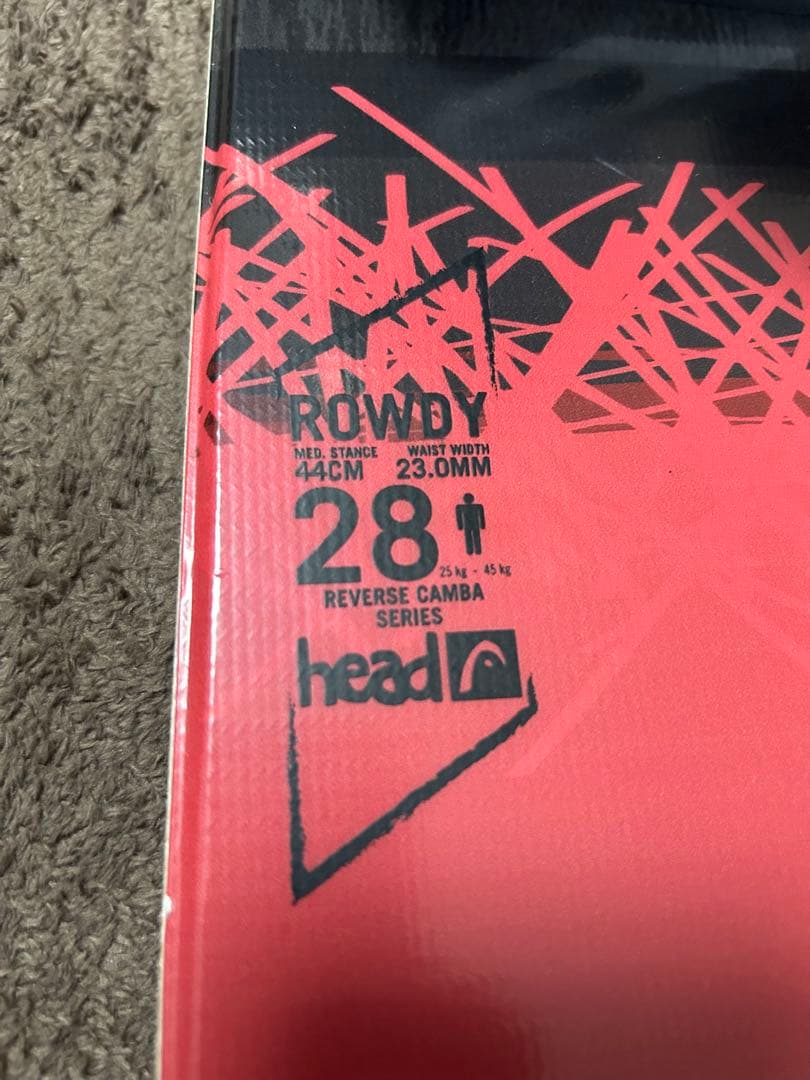 ROWDY
MED. STANCE WAIST WIDTH
44CM 23.0MM
28
25 kg - 45 kg
REVERSE CAMBA
SERIES
head